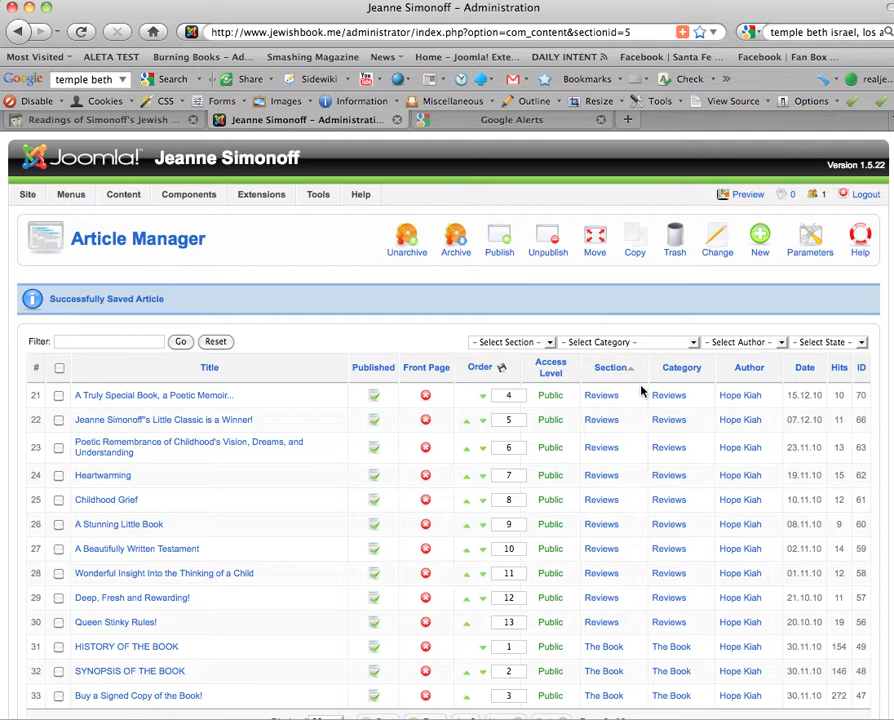 Jeanne Simonoff - Administration
http://www.jewishbook.me/administrator/index.php?option=com_content&sectionid=5
temple beth israel, los a
Most Visited ALETA TEST Burning Books - Ad... Smashing Magazine News Home - Joomla! Exte... DAILY INTENT Facebook | Santa Fe ... Facebook | Fan Box ...
Google temple beth Search Share Sidewiki Bookmarks Check » realje
Disable Cookies CSS Forms Images Information Miscellaneous Outline Resize Tools View Source Options
Readings of Simonoff's Jewish ... Jeanne Simonoff - Administrati... Google Alerts +
Joomla! Jeanne Simonoff
Version 1.5.22
Site Menus Content Components Extensions Tools Help Preview 0 1 Logout
Article Manager
Unarchive Archive Publish Unpublish Move Copy Trash Change New Parameters Help
Successfully Saved Article
Filter: Go Reset - Select Section - - Select Category - - Select Author - - Select State -
# Title Published Front Page Order Access Level Section Category Author Date Hits ID
21 A Truly Special Book, a Poetic Memoir... 4 Public Reviews Reviews Hope Kiah 15.12.10 10 70
22 Jeanne Simonoff"s Little Classic is a Winner! 5 Public Reviews Reviews Hope Kiah 07.12.10 11 66
23 Poetic Remembrance of Childhood's Vision, Dreams, and Understanding 6 Public Reviews Reviews Hope Kiah 23.11.10 13 63
24 Heartwarming 7 Public Reviews Reviews Hope Kiah 19.11.10 15 62
25 Childhood Grief 8 Public Reviews Reviews Hope Kiah 10.11.10 12 61
26 A Stunning Little Book 9 Public Reviews Reviews Hope Kiah 08.11.10 9 60
27 A Beautifully Written Testament 10 Public Reviews Reviews Hope Kiah 02.11.10 14 59
28 Wonderful Insight Into the Thinking of a Child 11 Public Reviews Reviews Hope Kiah 01.11.10 12 58
29 Deep, Fresh and Rewarding! 12 Public Reviews Reviews Hope Kiah 21.10.10 11 57
30 Queen Stinky Rules! 13 Public Reviews Reviews Hope Kiah 20.10.10 19 56
31 HISTORY OF THE BOOK 1 Public The Book The Book Hope Kiah 30.11.10 154 49
32 SYNOPSIS OF THE BOOK 2 Public The Book The Book Hope Kiah 30.11.10 146 48
33 Buy a Signed Copy of the Book! 3 Public The Book The Book Hope Kiah 30.11.10 272 47